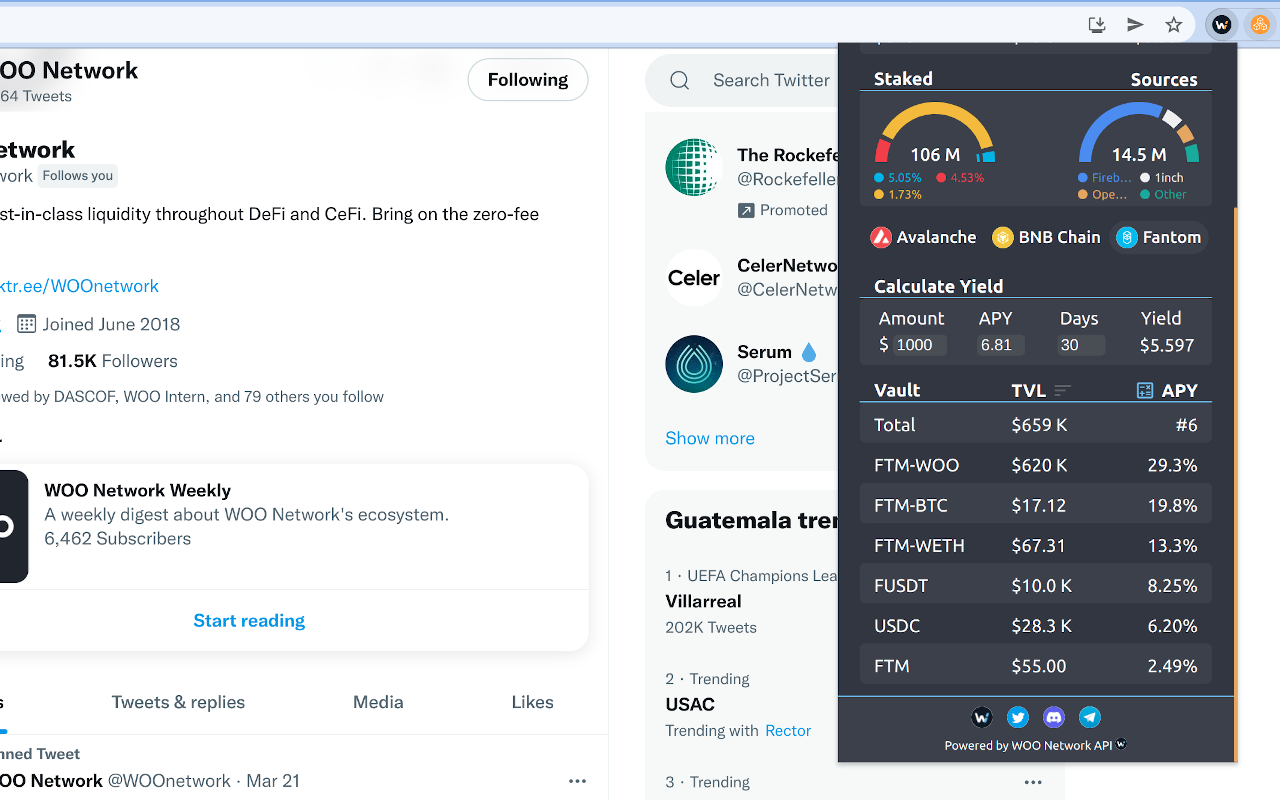 OO Network
64 Tweets
Following
etwork
work Follows you
st-in-class liquidity throughout DeFi and CeFi. Bring on the zero-fee
ktr.ee/WOOnetwork
Joined June 2018
ing 81.5K Followers
wed by DASCOF, WOO Intern, and 79 others you follow
WOO Network Weekly
A weekly digest about WOO Network's ecosystem.
6,462 Subscribers
Start reading
s Tweets & replies Media Likes
nned Tweet
OO Network @WOOnetwork · Mar 21
Search Twitter
The Rockefe
@Rockefeller
Promoted
Celer
CelerNetwo
@CelerNetw
Serum
@ProjectSer
Show more
Guatemala tren
1 · UEFA Champions Lea
Villarreal
202K Tweets
2 · Trending
USAC
Trending with Rector
3 · Trending
Staked Sources
106 M 14.5 M
5.05% 4.53% Fireb... 1inch
1.73% Ope... Other
Avalanche BNB Chain Fantom
Calculate Yield
Amount APY Days Yield
$ 1000 6.81 30 $5.597
Vault TVL APY
Total $659 K #6
FTM-WOO $620 K 29.3%
FTM-BTC $17.12 19.8%
FTM-WETH $67.31 13.3%
FUSDT $10.0 K 8.25%
USDC $28.3 K 6.20%
FTM $55.00 2.49%
Powered by WOO Network API